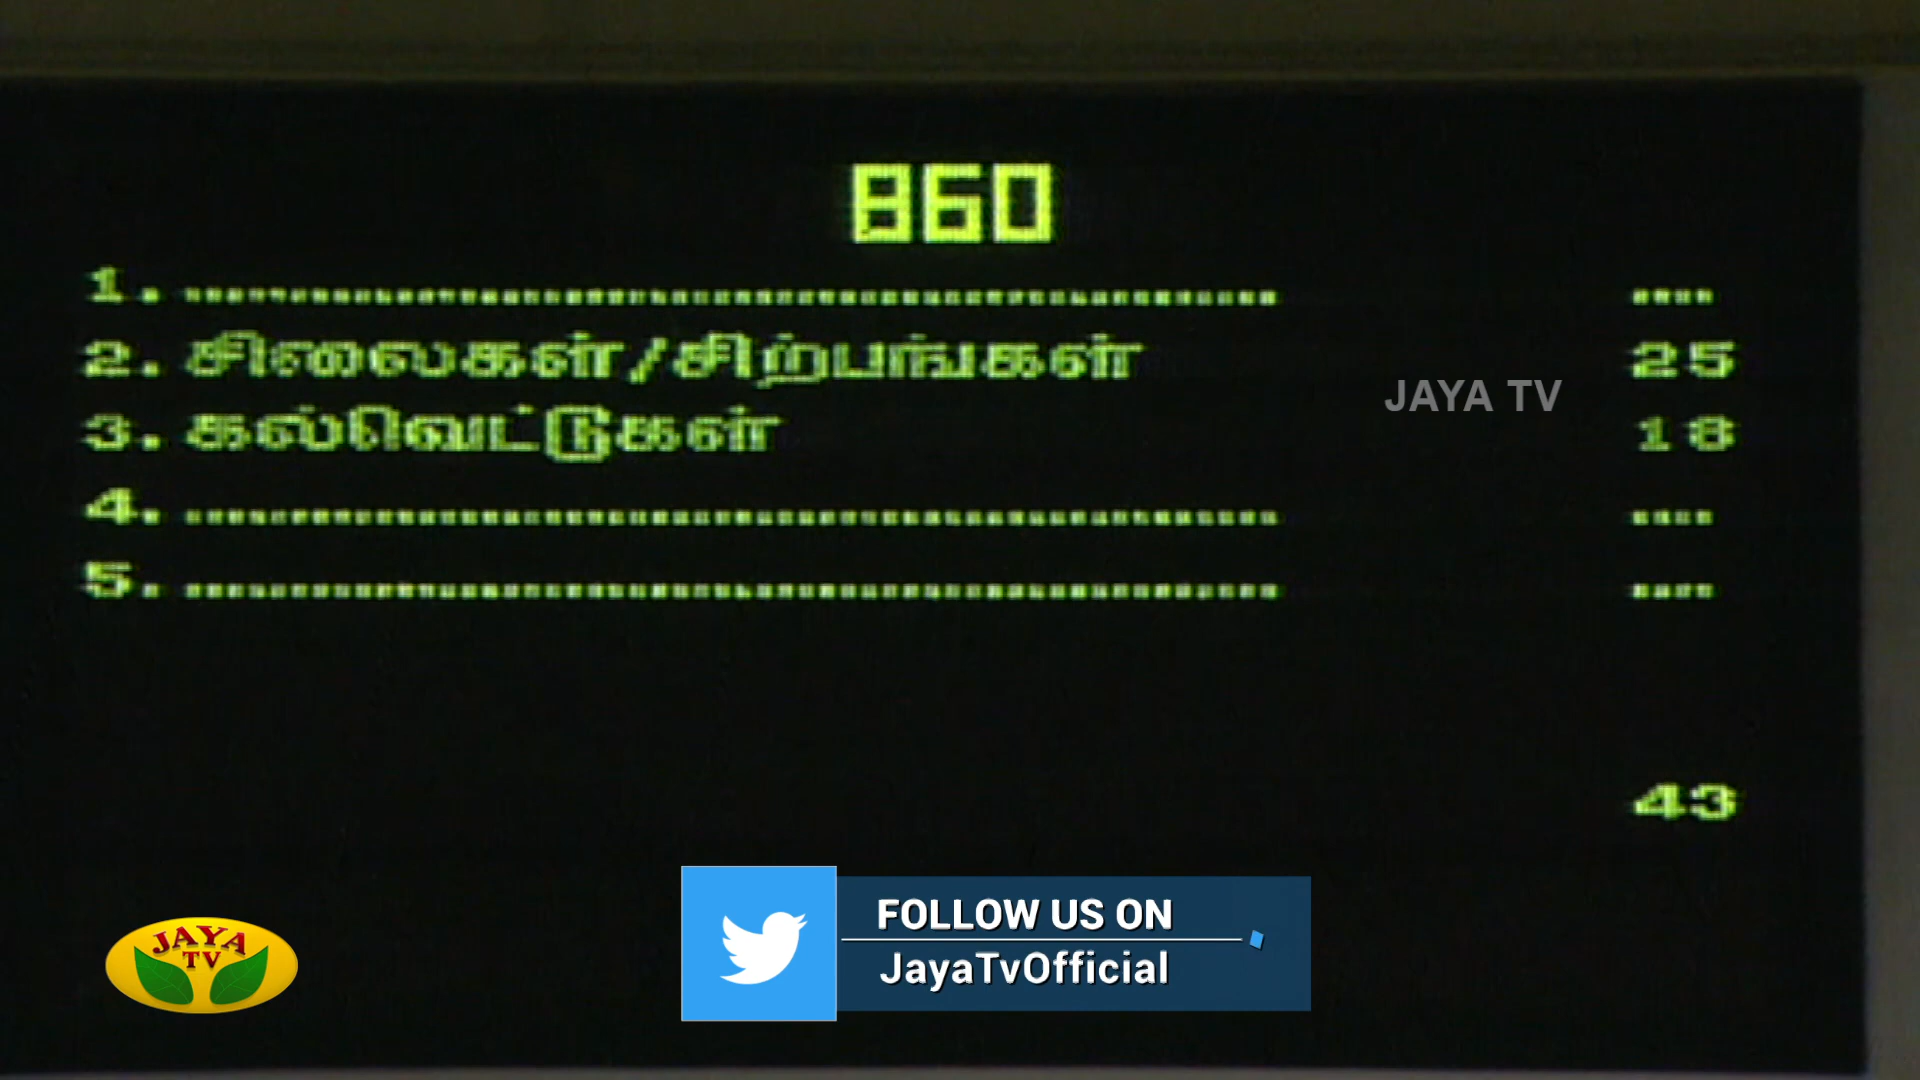 860
1. ....................................................  ....
2. சிலைகள்/சிற்பங்கள்  25
3. கல்வெட்டுகள்  18
4. ....................................................  ....
5. ....................................................  ....
JAYA TV
43
FOLLOW US ON
JayaTvOfficial
JAYA
TV